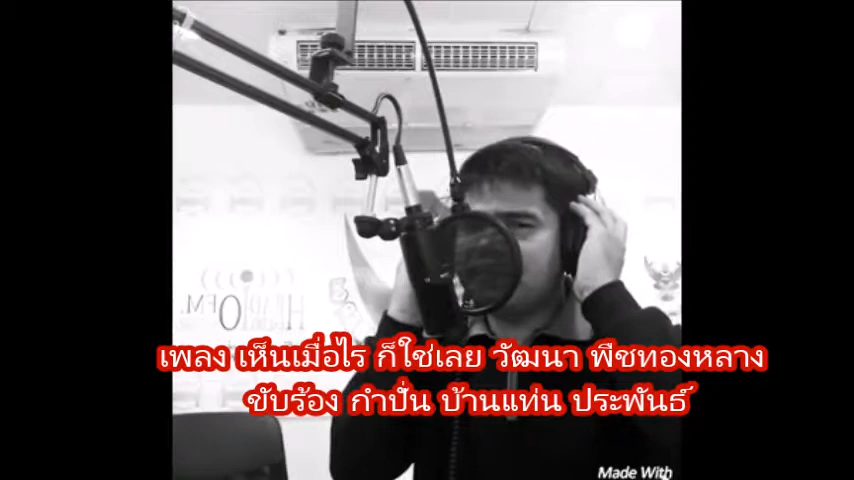 เพลง เห็นเมื่อไร ก็ใช่เลย วัฒนา พืชทองหลาง
ขับร้อง กำปั่น บ้านแท่น ประพันธ์
Made With